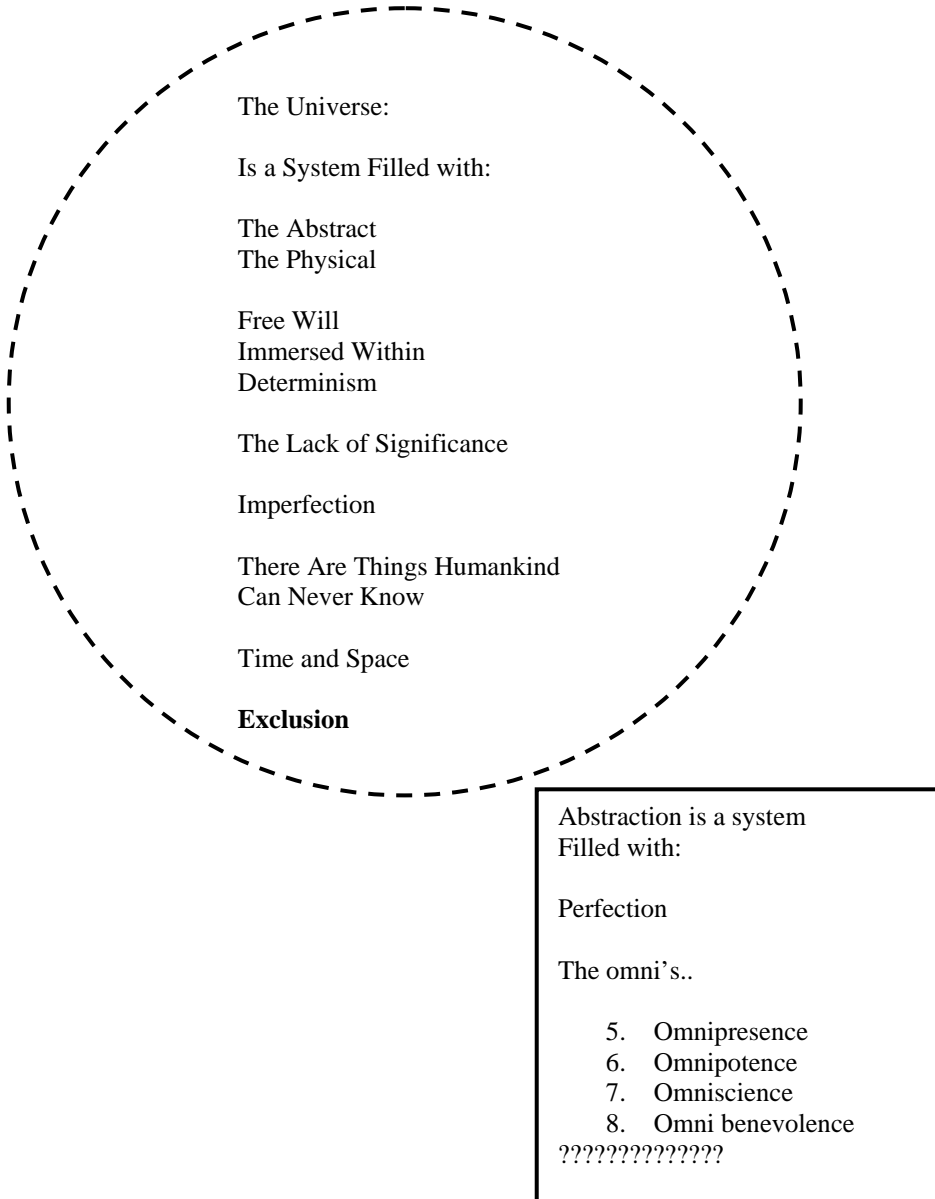 The Universe:
Is a System Filled with:
The Abstract
The Physical
Free Will
Immersed Within
Determinism
The Lack of Significance
Imperfection
There Are Things Humankind
Can Never Know
Time and Space
Exclusion
Abstraction is a system
Filled with:
Perfection
The omni’s..
5. Omnipresence
6. Omnipotence
7. Omniscience
8. Omni benevolence
??????????????